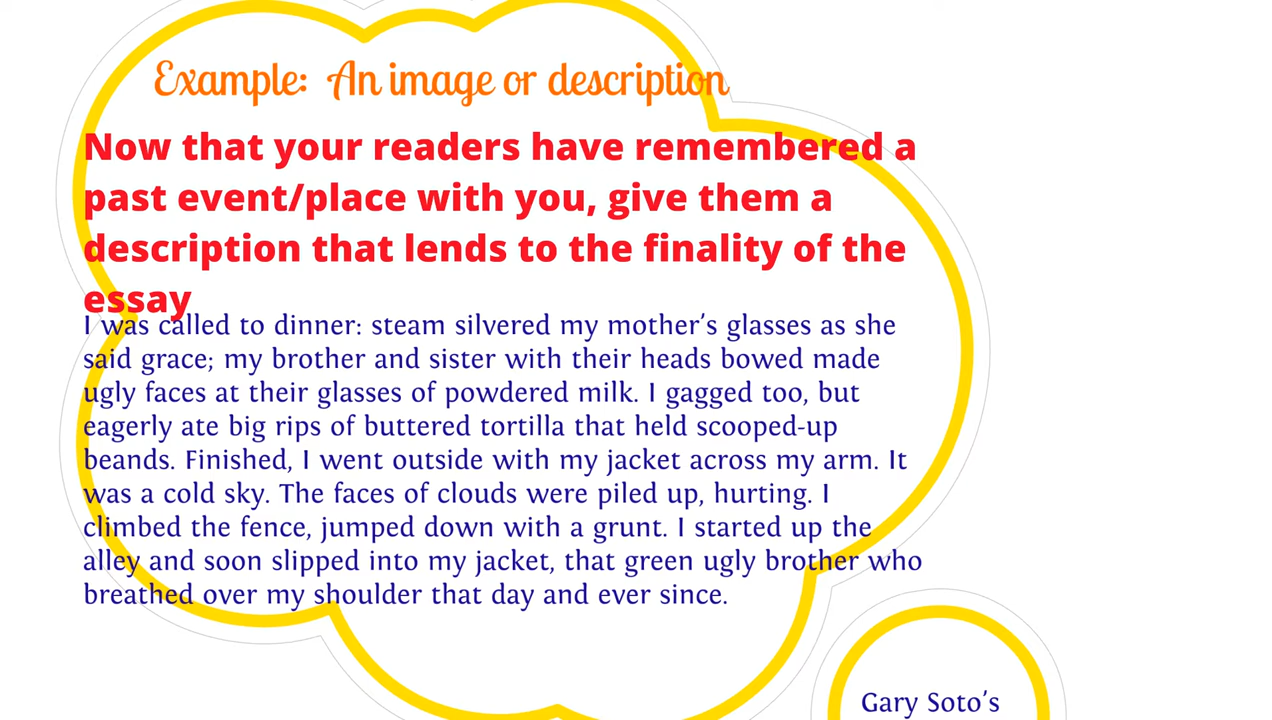 Example: An image or description
Now that your readers have remembered a
past event/place with you, give them a
description that lends to the finality of the
essay
I was called to dinner: steam silvered my mother's glasses as she
said grace; my brother and sister with their heads bowed made
ugly faces at their glasses of powdered milk. I gagged too, but
eagerly ate big rips of buttered tortilla that held scooped-up
beands. Finished, I went outside with my jacket across my arm. It
was a cold sky. The faces of clouds were piled up, hurting. I
climbed the fence, jumped down with a grunt. I started up the
alley and soon slipped into my jacket, that green ugly brother who
breathed over my shoulder that day and ever since.
Gary Soto's